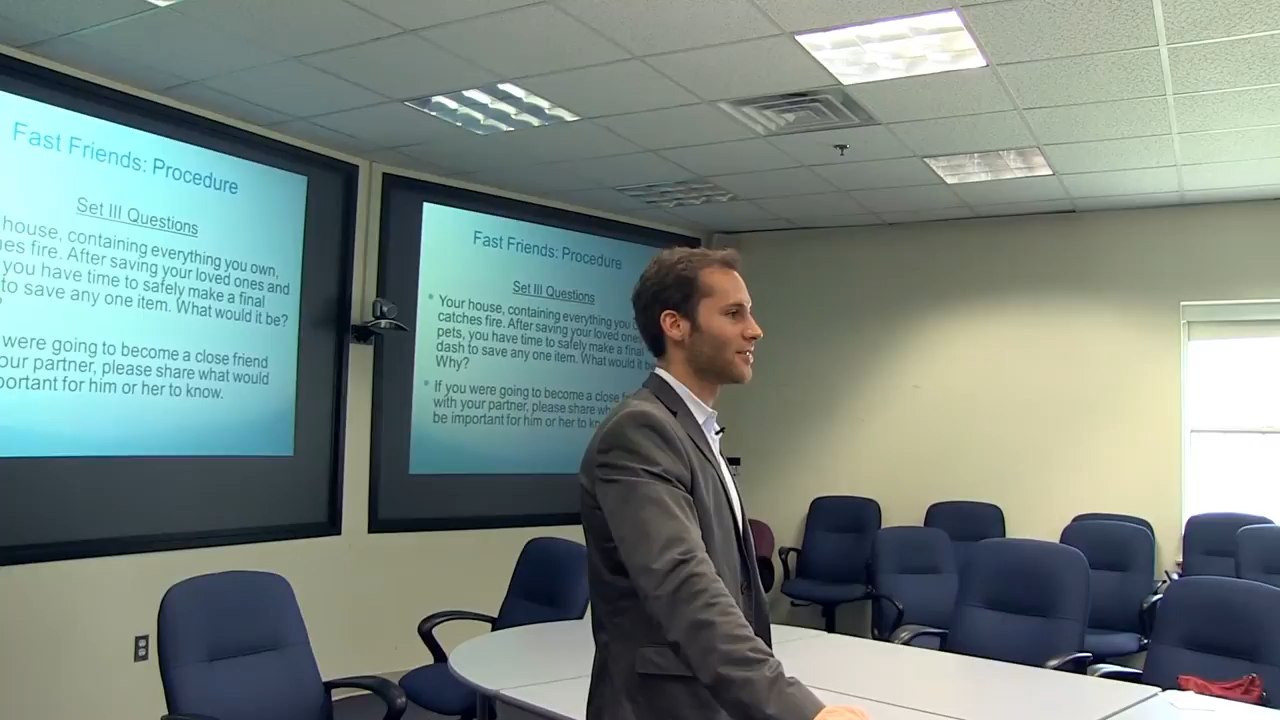 Fast Friends: Procedure
Set III Questions
house, containing everything you own,
es fire. After saving your loved ones and
you have time to safely make a final
to save any one item. What would it be?
were going to become a close friend
our partner, please share what would
portant for him or her to know.
Fast Friends: Procedure
Set III Questions
• Your house, containing everything you
catches fire. After saving your loved ones
pets, you have time to safely make a final
dash to save any one item. What would it
Why?
• If you were going to become a close
with your partner, please share
be important for him or her to